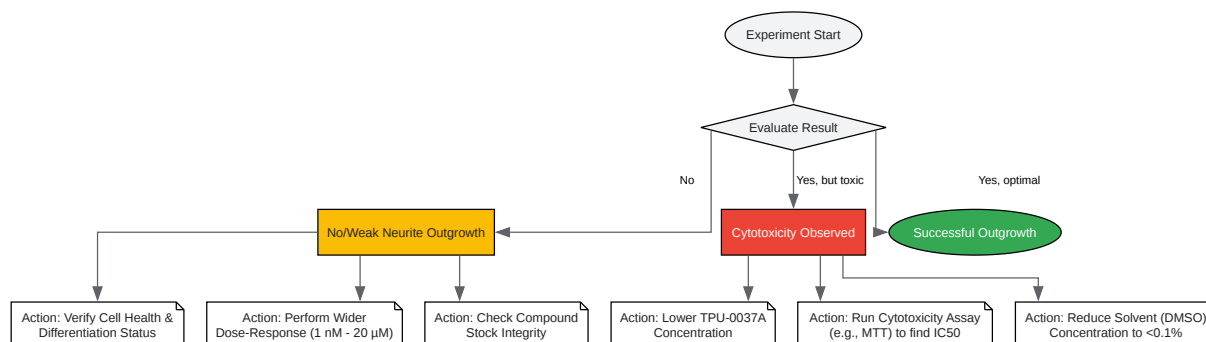 Experiment Start
Evaluate Result
No
Yes, but toxic
Yes, optimal
No/Weak Neurite Outgrowth
Cytotoxicity Observed
Successful Outgrowth
Action: Verify Cell Health &
Differentiation Status
Action: Perform Wider
Dose-Response (1 nM - 20 µM)
Action: Check Compound
Stock Integrity
Action: Lower TPU-0037A
Concentration
Action: Run Cytotoxicity Assay
(e.g., MTT) to find IC50
Action: Reduce Solvent (DMSO)
Concentration to <0.1%